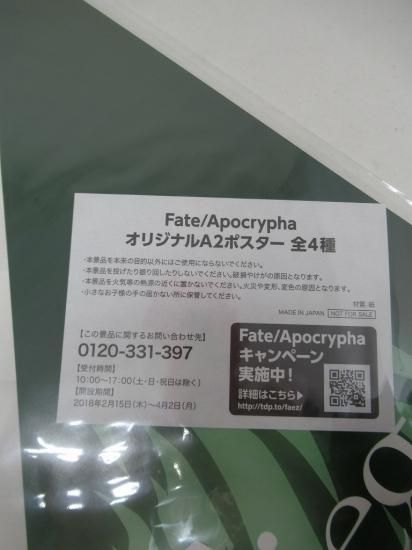 Fate/Apocrypha
オリジナルA2ポスター 全4種
・本景品を本来の目的以外にはご使用にならないでください。
・本景品を投げたり振り回したりしないでください。破損やけがの原因となります。
・本景品を火気等の熱源の近くに置かないでください。火災や変形、変色の原因となります。
・小さなお子様の手の届かない所に保管してください。
材質:紙
MADE IN JAPAN NOT FOR SALE
【この景品に関するお問い合わせ先】
0120-331-397
【受付時間】
10:00〜17:00(土・日・祝日は除く)
【開設期間】
2018年2月15日(木)〜4月2日(月)
Fate/Apocrypha
キャンペーン
実施中!
詳細はこちら▶
http://tdp.to/faez/